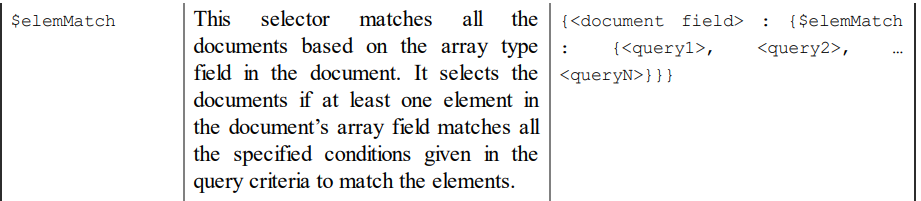 $elemMatch
This selector matches all the
documents based on the array type
field in the document. It selects the
documents if at least one element in
the document's array field matches all
the specified conditions given in the
query criteria to match the elements.
{<document field> : {$elemMatch
: {<query1>, <query2>, …
<queryN>}}}